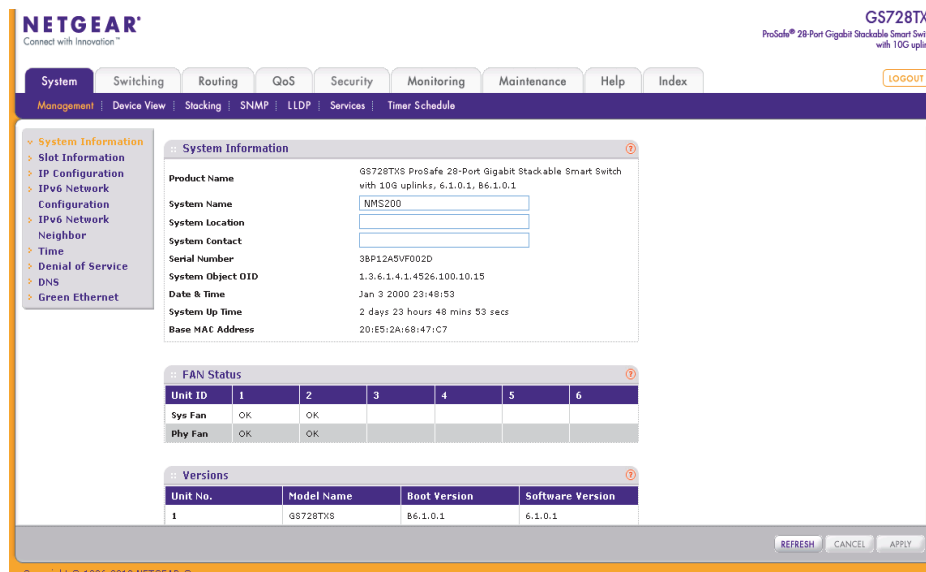 NETGEAR®
Connect with Innovation™
GS728TX
ProSafe® 28-Port Gigabit Stackable Smart Swi
with 10G uplin
System Switching Routing QoS Security Monitoring Maintenance Help Index
LOGOUT
Management Device View Stacking SNMP LLDP Services Timer Schedule
System Information
Slot Information
IP Configuration
IPv6 Network
Configuration
IPv6 Network
Neighbor
Time
Denial of Service
DNS
Green Ethernet
System Information
Product Name GS728TXS ProSafe 28-Port Gigabit Stackable Smart Switch
with 10G uplinks, 6.1.0.1, B6.1.0.1
System Name NMS200
System Location
System Contact
Serial Number 3BP12A5VF002D
System Object OID 1.3.6.1.4.1.4526.100.10.15
Date & Time Jan 3 2000 23:48:53
System Up Time 2 days 23 hours 48 mins 53 secs
Base MAC Address 20:E5:2A:68:47:C7
FAN Status
Unit ID 1 2 3 4 5 6
Sys Fan OK OK
Phy Fan OK OK
Versions
Unit No. Model Name Boot Version Software Version
1 GS728TXS B6.1.0.1 6.1.0.1
REFRESH CANCEL APPLY